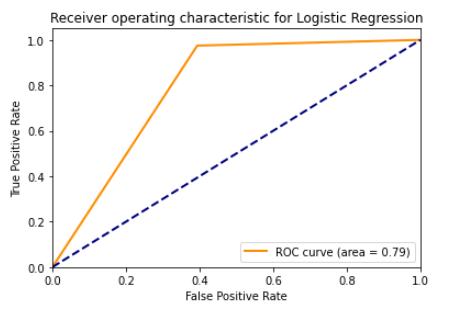 Receiver operating characteristic for Logistic Regression
True Positive Rate
1.0
0.8
0.6
0.4
0.2
0.0
ROC curve (area = 0.79)
0.0 0.2 0.4 0.6 0.8 1.0
False Positive Rate